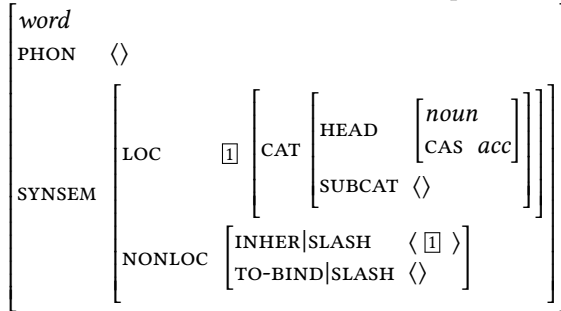 word
PHON ⟨⟩
SYNSEM LOC 1 CAT HEAD noun
CAS acc
SUBCAT ⟨⟩
NONLOC INHER|SLASH ⟨ 1 ⟩
TO-BIND|SLASH ⟨⟩